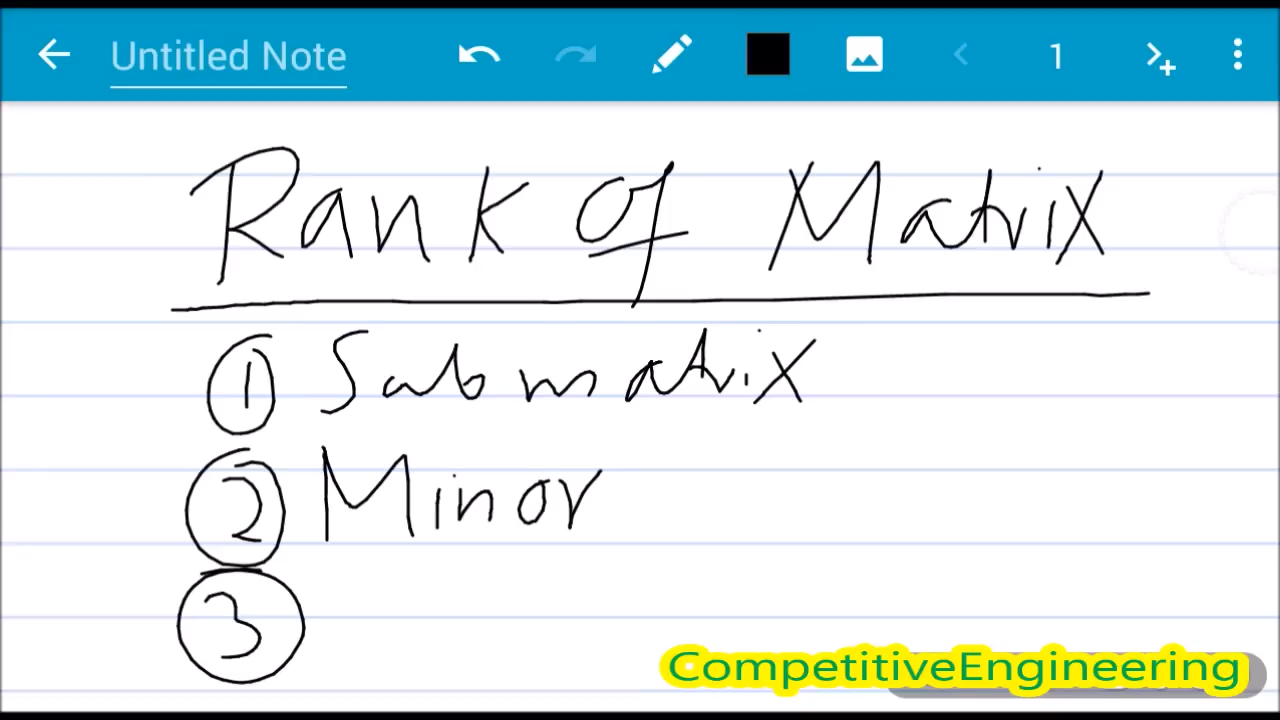 Untitled Note 1
Rank of Matrix
① Submatrix
② Minor
③
CompetitiveEngineering